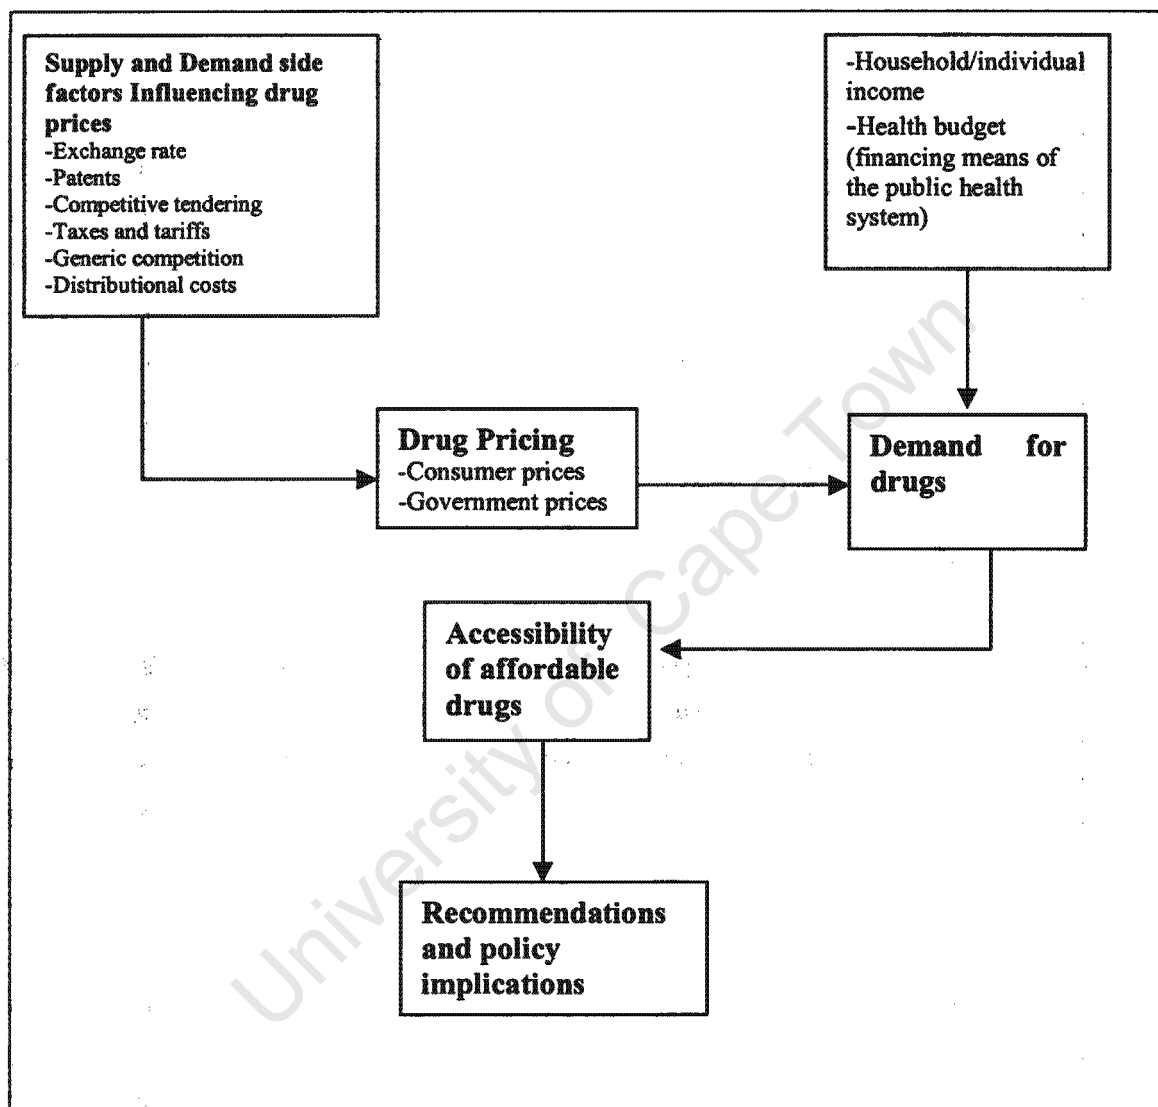 Supply and Demand side
factors Influencing drug
prices
-Exchange rate
-Patents
-Competitive tendering
-Taxes and tariffs
-Generic competition
-Distributional costs
-Household/individual
income
-Health budget
(financing means of
the public health
system)
Drug Pricing
-Consumer prices
-Government prices
Demand for
drugs
Accessibility
of affordable
drugs
Recommendations
and policy
implications
University of Cape Town